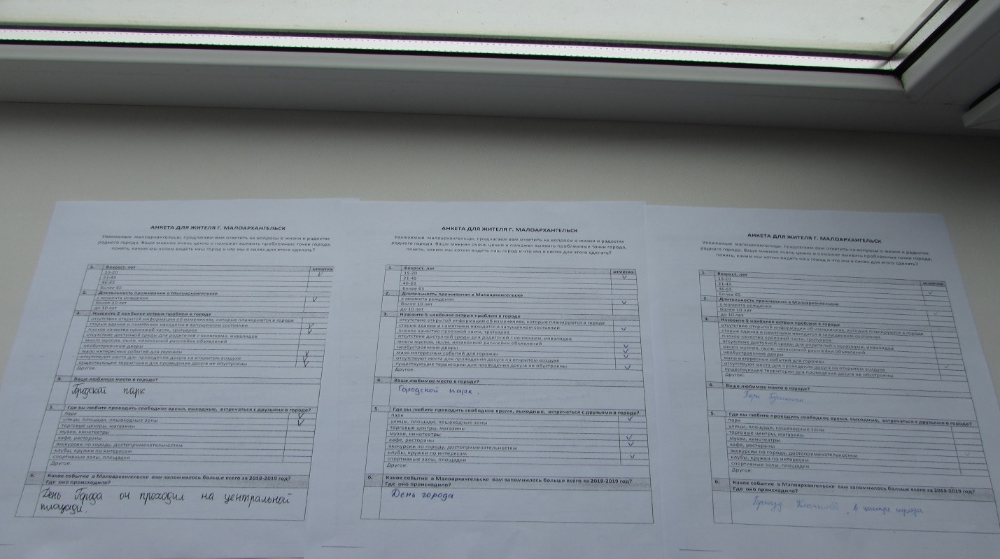 АНКЕТА ДЛЯ ЖИТЕЛЯ Г. МАЛОАРХАНГЕЛЬСК
Уважаемые малоархангельцы, предлагаем вам ответить на вопросы о жизни и радостях
родного города. Ваше мнение очень ценно и поможет выявить проблемные точки города,
понять, каким мы хотим видеть наш город и что мы в силах для этого сделать?
1. Возраст, лет отметка
15-20 V
21-45
46-65
Более 65
2. Длительность проживания в Малоархангельске
с момента рождения V
более 10 лет
до 10 лет
3. Назовите 5 наиболее острых проблем в городе
отсутствие открытой информации об изменениях, которые планируются в городе
старые здания и памятники находятся в запущенном состоянии V
плохое качество проезжей части, тротуаров V
отсутствие доступной среды для родителей с колясками, инвалидов
много мусора, пыли, незаконной расклейки объявлений
необустроенные дворы
мало интересных событий для горожан V
отсутствуют места для проведения досуга на открытом воздухе V
существующие территории для проведения досуга не обустроены V
Другое:
4. Ваше любимое место в городе?
Городской парк
5. Где вы любите проводить свободное время, выходные, встречаться с друзьями в городе?
парк V
улицы, площади, пешеходные зоны V
торговые центры, магазины
музеи, кинотеатры
кафе, рестораны
экскурсии по городу, достопримечательностям
клубы, кружки по интересам
спортивные залы, площадки
Другое:
6. Какое событие в Малоархангельске вам запомнилось больше всего за 2018-2019 год?
Где оно происходило?
День Города он проходил на центральной
площади.
АНКЕТА ДЛЯ ЖИТЕЛЯ Г. МАЛОАРХАНГЕЛЬСК
Уважаемые малоархангельцы, предлагаем вам ответить на вопросы о жизни и радостях
родного города. Ваше мнение очень ценно и поможет выявить проблемные точки города,
понять, каким мы хотим видеть наш город и что мы в силах для этого сделать?
1. Возраст, лет отметка
15-20 V
21-45
46-65
Более 65
2. Длительность проживания в Малоархангельске
с момента рождения
более 10 лет V
до 10 лет
3. Назовите 5 наиболее острых проблем в городе
отсутствие открытой информации об изменениях, которые планируются в городе
старые здания и памятники находятся в запущенном состоянии V
плохое качество проезжей части, тротуаров
отсутствие доступной среды для родителей с колясками, инвалидов
много мусора, пыли, незаконной расклейки объявлений V
необустроенные дворы V
мало интересных событий для горожан V
отсутствуют места для проведения досуга на открытом воздухе
существующие территории для проведения досуга не обустроены V
Другое:
4. Ваше любимое место в городе?
Городской парк.
5. Где вы любите проводить свободное время, выходные, встречаться с друзьями в городе?
парк V
улицы, площади, пешеходные зоны
торговые центры, магазины
музеи, кинотеатры V
кафе, рестораны V
экскурсии по городу, достопримечательностям
клубы, кружки по интересам V
спортивные залы, площадки
Другое:
6. Какое событие в Малоархангельске вам запомнилось больше всего за 2018-2019 год?
Где оно происходило?
День города
АНКЕТА ДЛЯ ЖИТЕЛЯ Г. МАЛОАРХАНГЕЛЬСК
Уважаемые малоархангельцы, предлагаем вам ответить на вопросы о жизни и радостях
родного города. Ваше мнение очень ценно и поможет выявить проблемные точки города,
понять, каким мы хотим видеть наш город и что мы в силах для этого сделать?
1. Возраст, лет отметка
15-20
21-45
46-65
Более 65 V
2. Длительность проживания в Малоархангельске
с момента рождения
более 10 лет V
до 10 лет
3. Назовите 5 наиболее острых проблем в городе
отсутствие открытой информации об изменениях, которые планируются в городе
старые здания и памятники находятся в запущенном состоянии
плохое качество проезжей части, тротуаров
отсутствие доступной среды для родителей с колясками, инвалидов
много мусора, пыли, незаконной расклейки объявлений
необустроенные дворы
мало интересных событий для горожан
отсутствуют места для проведения досуга на открытом воздухе V
существующие территории для проведения досуга не обустроены
Другое:
4. Ваше любимое место в городе?
Парк
5. Где вы любите проводить свободное время, выходные, встречаться с друзьями в городе?
парк
улицы, площади, пешеходные зоны
торговые центры, магазины
музеи, кинотеатры
кафе, рестораны
экскурсии по городу, достопримечательностям V
клубы, кружки по интересам
спортивные залы, площадки
Другое:
6. Какое событие в Малоархангельске вам запомнилось больше всего за 2018-2019 год?
Где оно происходило?
, в центре города